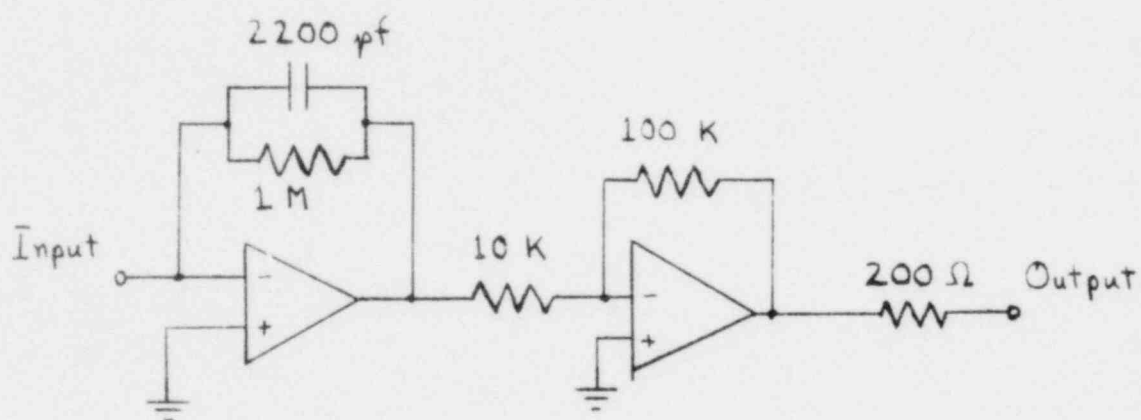 2200 pf
1 M
Input
-
+
10 K
100 K
-
+
200 Ω
Output